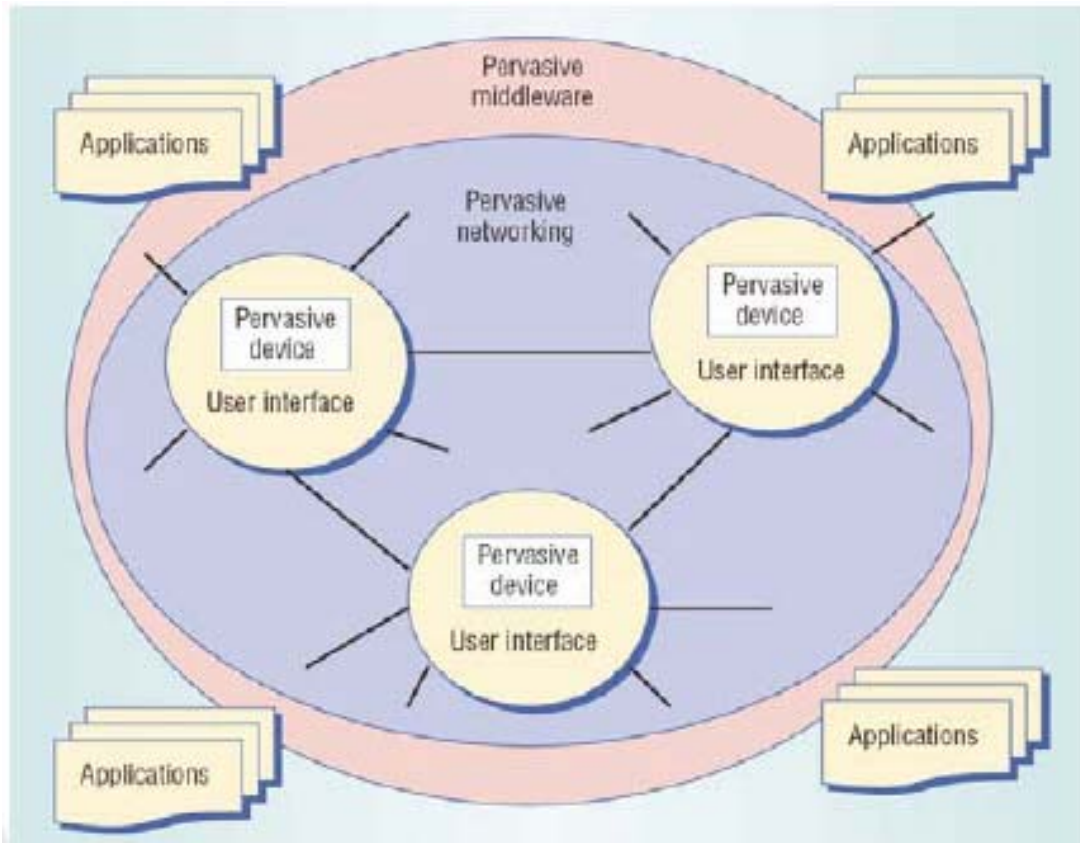 Pervasive
middleware
Applications
Applications
Pervasive
networking
Pervasive
device
User interface
Pervasive
device
User interface
Pervasive
device
User interface
Applications
Applications